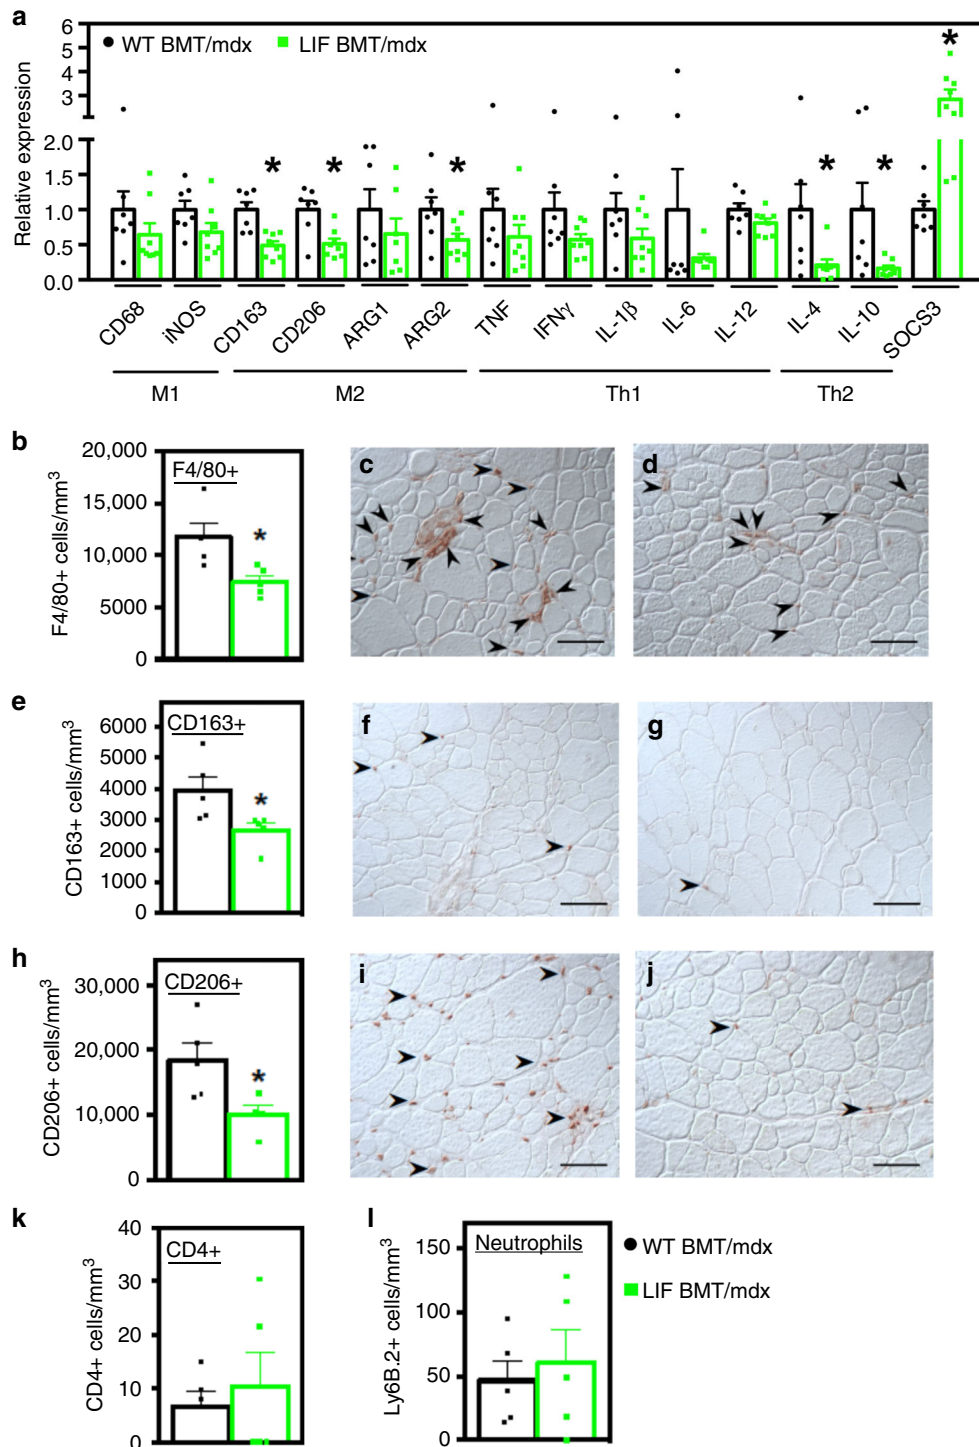 a
6
5
4
3
2.0
1.5
1.0
0.5
0.0
Relative expression
WT BMT/mdx
LIF BMT/mdx
*
*
*
*
*
*
CD68
iNOS
CD163
CD206
ARG1
ARG2
TNF
IFNγ
IL-1β
IL-6
IL-12
IL-4
IL-10
SOCS3
M1
M2
Th1
Th2
b
20,000
15,000
10,000
5000
0
F4/80+ cells/mm³
F4/80+
*
c
d
e
6000
5000
4000
3000
2000
1000
0
CD163+ cells/mm³
CD163+
*
f
g
h
30,000
20,000
10,000
0
CD206+ cells/mm³
CD206+
*
i
j
k
40
30
20
10
0
CD4+ cells/mm³
CD4+
l
150
100
50
0
Ly6B.2+ cells/mm³
Neutrophils
WT BMT/mdx
LIF BMT/mdx